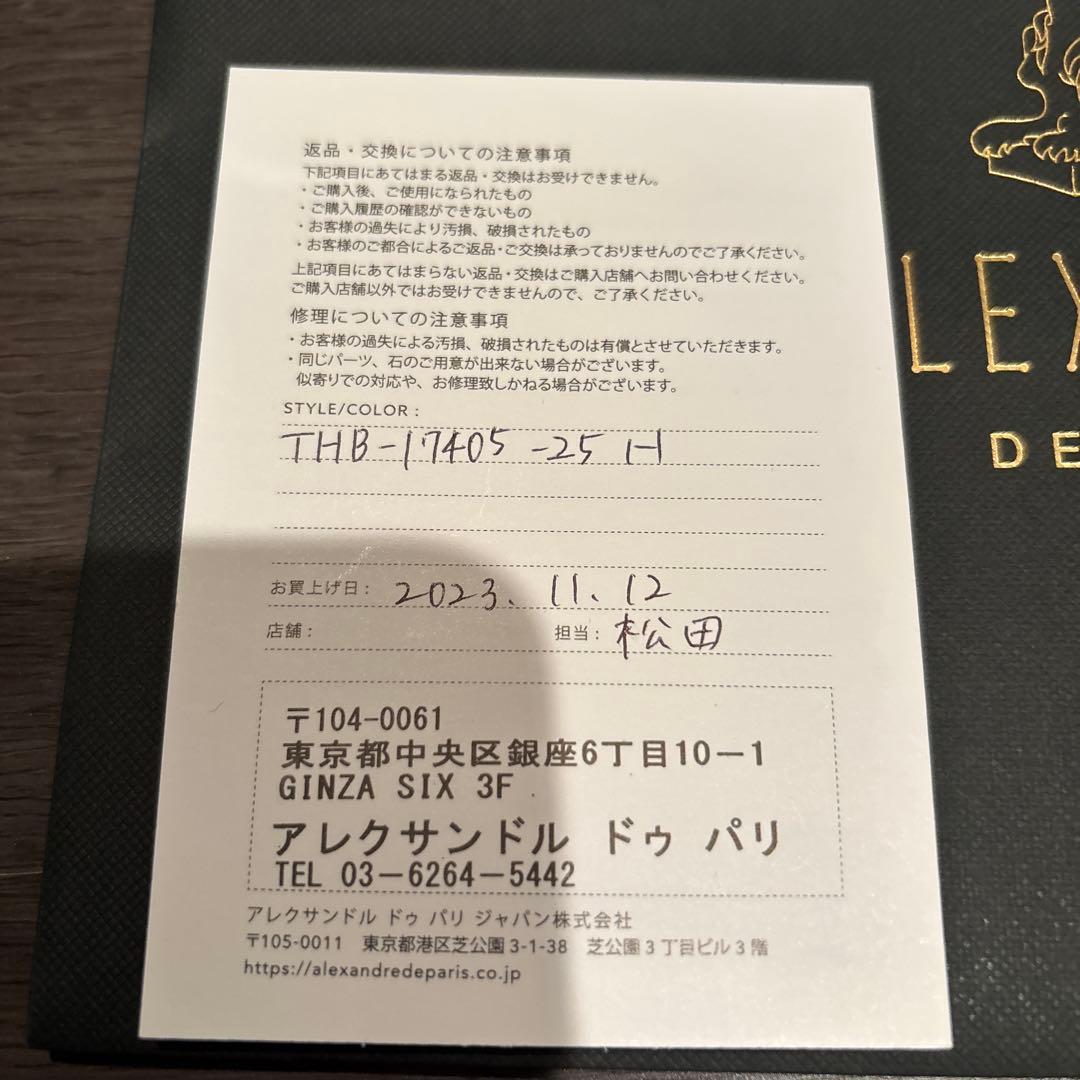 返品・交換についての注意事項
下記項目にあてはまる返品・交換はお受けできません。
・ご購入後、ご使用になられたもの
・ご購入履歴の確認ができないもの
・お客様の過失により汚損、破損されたもの
・お客様のご都合によるご返品・ご交換は承っておりませんのでご了承ください。
上記項目にあてはまらない返品・交換はご購入店舗へお問い合わせください。
ご購入店舗以外ではお受けできませんので、ご了承ください。
修理についての注意事項
・お客様の過失による汚損、破損されたものは有償とさせていただきます。
・同じパーツ、石のご用意が出来ない場合がございます。
似寄りでの対応や、お修理致しかねる場合がございます。
STYLE/COLOR :
THB-17405 -25 H
お買上げ日 : 2023. 11. 12
店舗 : 担当 : 松田
〒104-0061
東京都中央区銀座6丁目10-1
GINZA SIX 3F
アレクサンドル ドゥ パリ
TEL 03-6264-5442
アレクサンドル ドゥ パリ ジャパン株式会社
〒105-0011 東京都港区芝公園 3-1-38 芝公園 3 丁目ビル 3 階
https://alexandredeparis.co.jp
LEX
DE